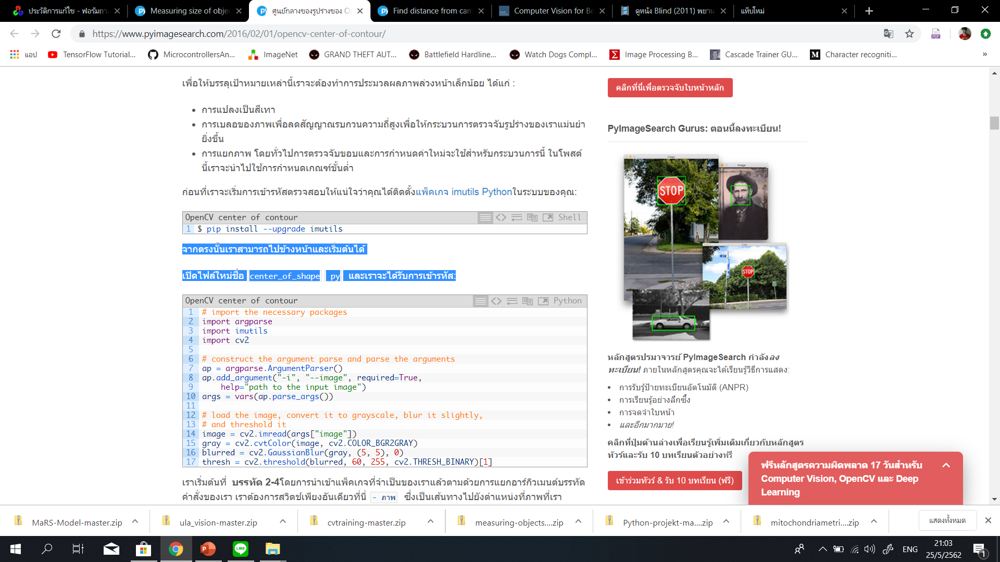 ประวัติการแก้ไข - ฟอรัมถาม
Measuring size of objec
ศูนย์กลางของรูปร่างของ Op
Find distance from cam
Computer Vision for Be
ดูหนัง Blind (2011) พยาน
แท็บใหม่
https://www.pyimagesearch.com/2016/02/01/opencv-center-of-contour/
แอป
TensorFlow Tutorial...
MicrocontrollersAn...
ImageNet
GRAND THEFT AUT...
Battlefield Hardline...
Watch Dogs Compl...
Image Processing B...
Cascade Trainer GU...
Character recogniti...
เพื่อให้บรรลุเป้าหมายเหล่านี้เราจะต้องทำการประมวลผลภาพล่วงหน้าเล็กน้อย ได้แก่ :
• การแปลงเป็นสีเทา
• การเบลอของภาพเพื่อลดสัญญาณรบกวนความถี่สูงเพื่อให้กระบวนการตรวจจับรูปร่างของเราแม่นยำ
ยิ่งขึ้น
• การแยกภาพ โดยทั่วไปการตรวจจับขอบและการกำหนดค่าใหม่จะใช้สำหรับกระบวนการนี้ ในโพสต์
นี้เราจะนำไปใช้การกำหนดเกณฑ์ขั้นต่ำ
ก่อนที่เราจะเริ่มการเข้ารหัสตรวจสอบให้แน่ใจว่าคุณได้ติดตั้งแพ็คเกจ imutils Pythonในระบบของคุณ:
OpenCV center of contour
Shell
1 $ pip install --upgrade imutils
จากตรงนั้นเราสามารถไปข้างหน้าและเริ่มต้นได้
เปิดไฟล์ใหม่ชื่อ center_of_shape py และเราจะได้รับการเข้ารหัส:
OpenCV center of contour
Python
1 # import the necessary packages
2 import argparse
3 import imutils
4 import cv2
5
6 # construct the argument parse and parse the arguments
7 ap = argparse.ArgumentParser()
8 ap.add_argument("-i", "--image", required=True,
9 help="path to the input image")
10 args = vars(ap.parse_args())
11
12 # load the image, convert it to grayscale, blur it slightly,
13 # and threshold it
14 image = cv2.imread(args["image"])
15 gray = cv2.cvtColor(image, cv2.COLOR_BGR2GRAY)
16 blurred = cv2.GaussianBlur(gray, (5, 5), 0)
17 thresh = cv2.threshold(blurred, 60, 255, cv2.THRESH_BINARY)[1]
เราเริ่มต้นที่ บรรทัด 2-4โดยการนำเข้าแพ็คเกจที่จำเป็นของเราแล้วตามด้วยการแยกอาร์กิวเมนต์บรรทัด
คำสั่งของเรา เราต้องการสวิตช์เพียงอันเดียวที่นี่ - ภาพ ซึ่งเป็นเส้นทางไปยังตำแหน่งที่ภาพที่เรา
คลิกที่นี่เพื่อตรวจจับใบหน้าหลัก
PyImageSearch Gurus: ตอนนี้ลงทะเบียน!
Image
Image
STOP
STOP
หลักสูตรปรมาจารย์ PyImageSearch กำลังลง
ทะเบียน! ภายในหลักสูตรคุณจะได้เรียนรู้วิธีการแสดง:
• การรับรู้ป้ายทะเบียนอัตโนมัติ (ANPR)
• การเรียนรู้อย่างลึกซึ้ง
• การจดจำใบหน้า
• และอีกมากมาย!
คลิกที่ปุ่มด้านล่างเพื่อเรียนรู้เพิ่มเติมเกี่ยวกับหลักสูตร
ทัวร์และรับ 10 บทเรียนตัวอย่างฟรี
เข้าร่วมทัวร์ & รับ 10 บทเรียน (ฟรี)
ฟรีหลักสูตรความผิดพลาด 17 วันสำหรับ
Computer Vision, OpenCV และ Deep
Learning
MaRS-Model-master.zip
ula_vision-master.zip
cvtraining-master.zip
measuring-objects....zip
Python-projekt-ma....zip
mitochondriametri....zip
แสดงทั้งหมด
LINE
ENG
21:03
25/5/2562
1